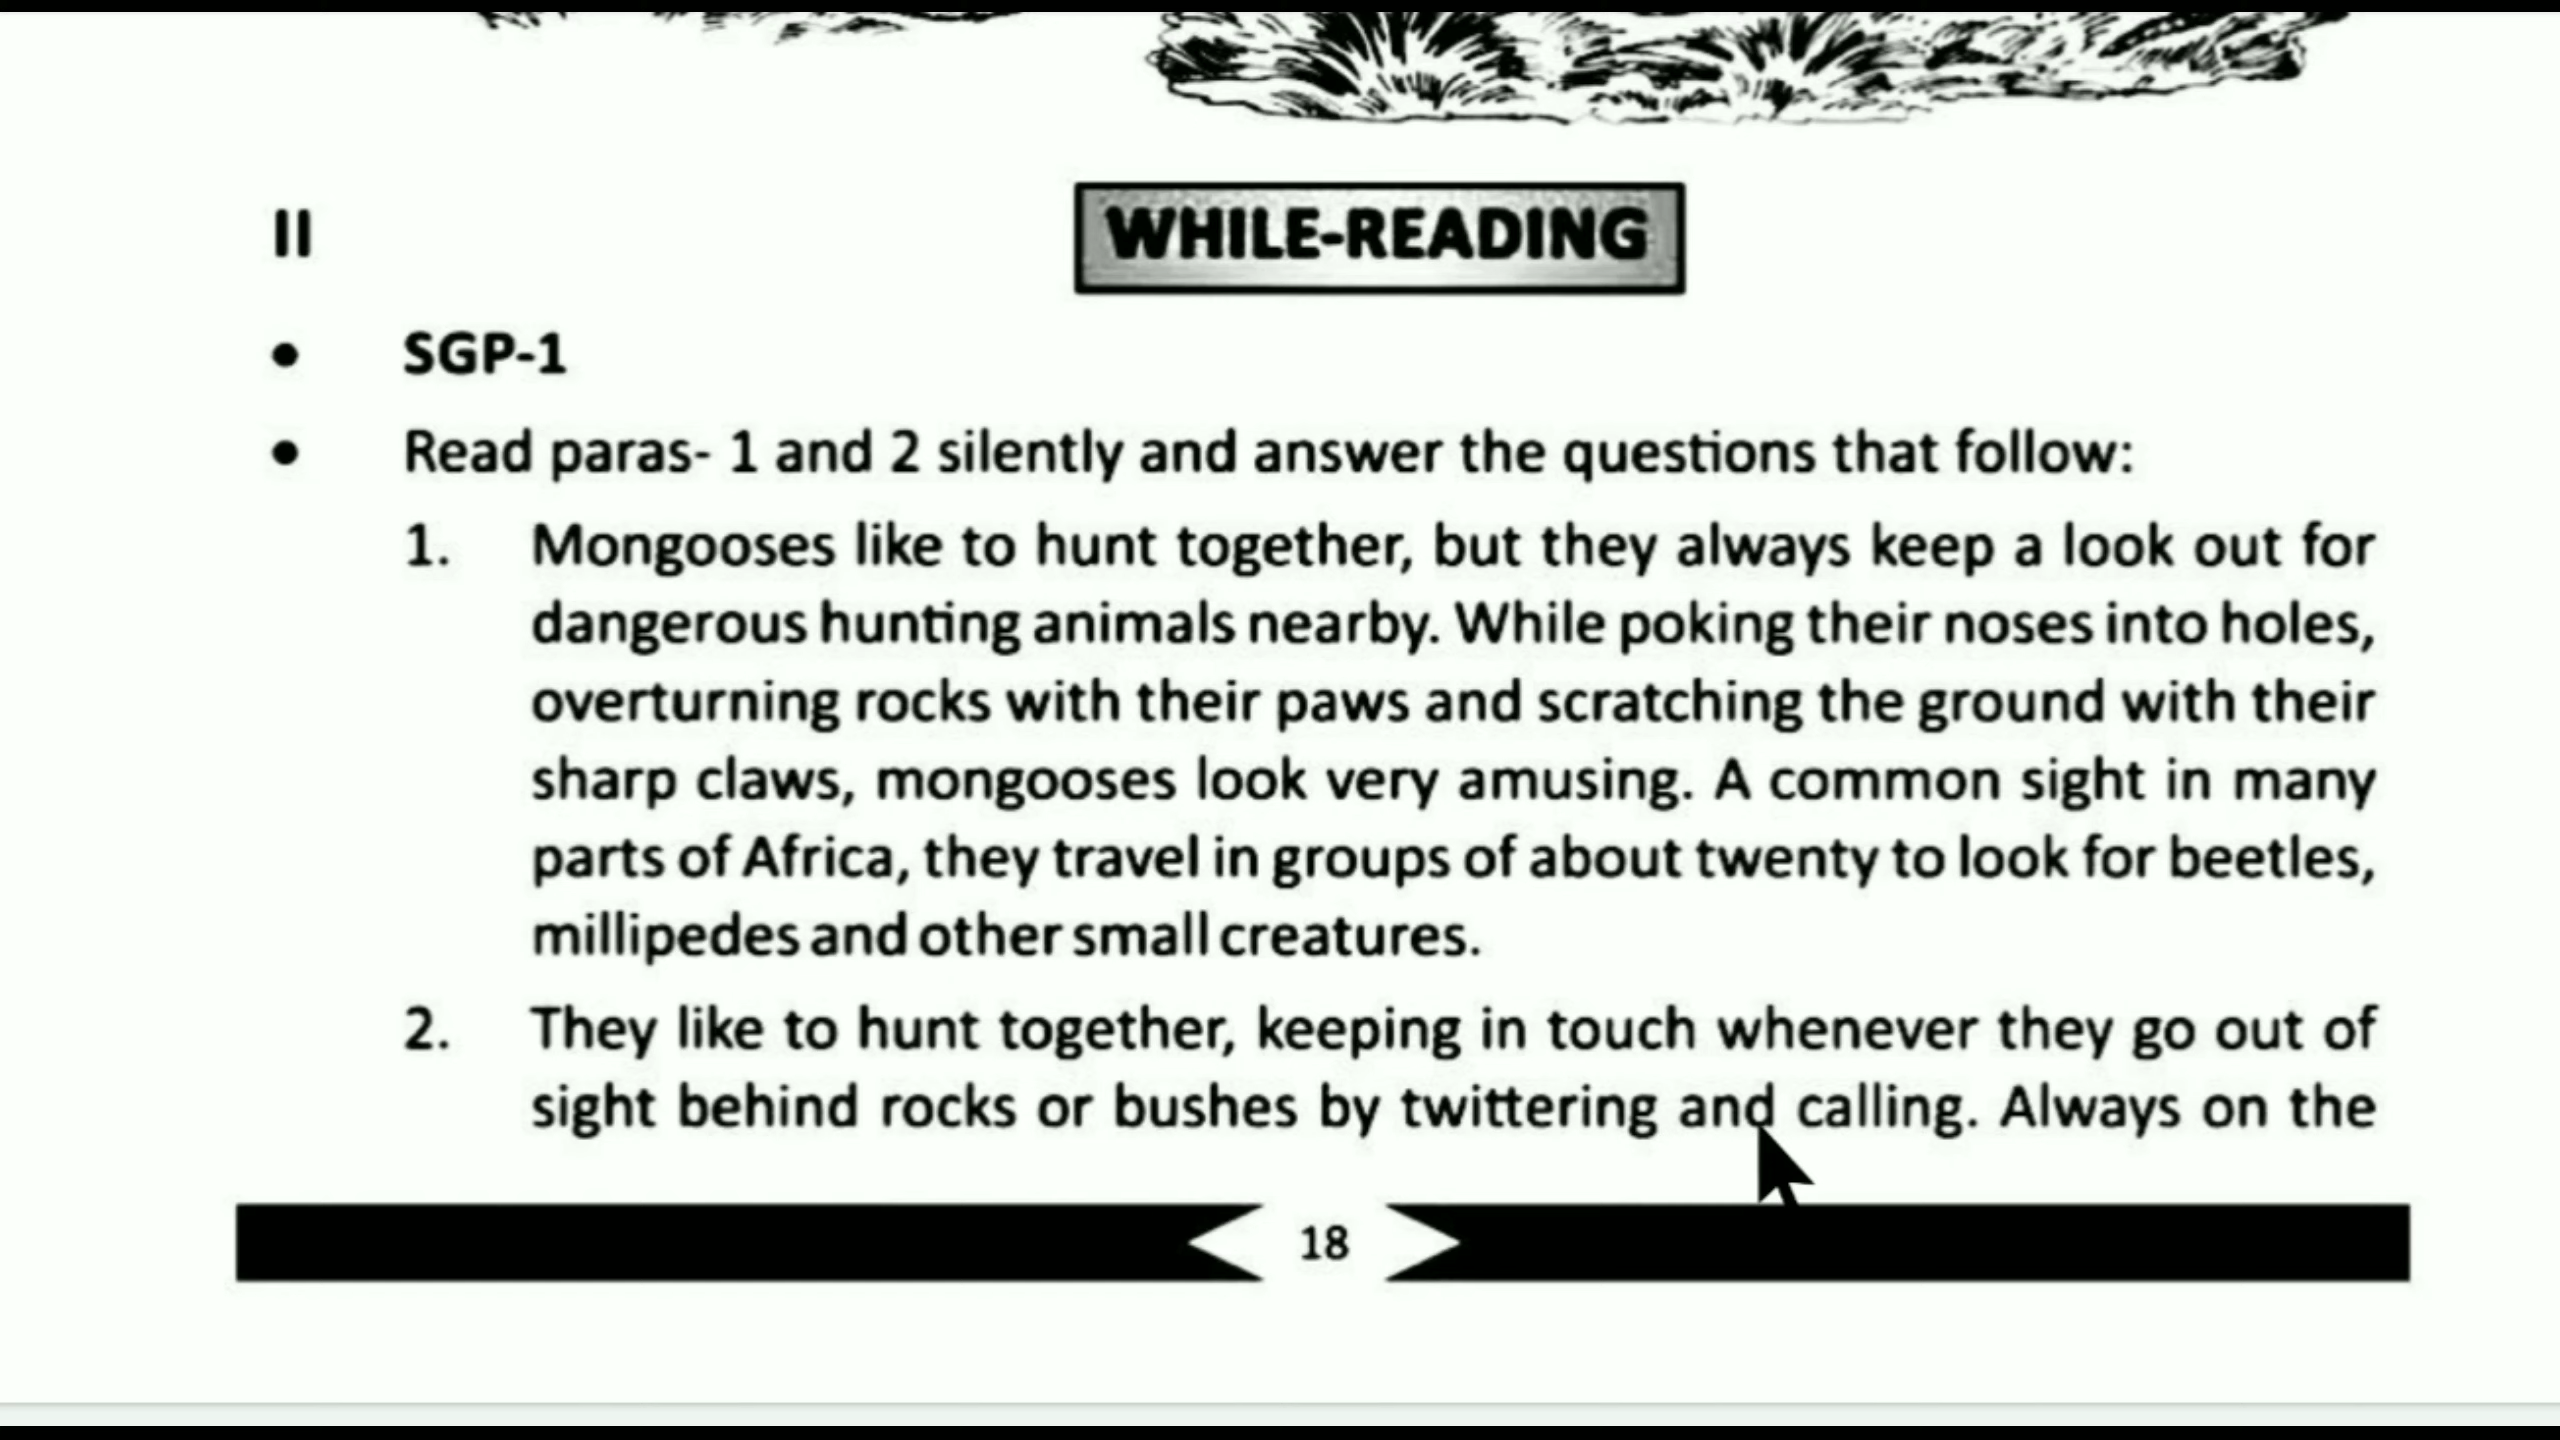 II
WHILE-READING
• SGP-1
• Read paras- 1 and 2 silently and answer the questions that follow:
1. Mongooses like to hunt together, but they always keep a look out for
dangerous hunting animals nearby. While poking their noses into holes,
overturning rocks with their paws and scratching the ground with their
sharp claws, mongooses look very amusing. A common sight in many
parts of Africa, they travel in groups of about twenty to look for beetles,
millipedes and other small creatures.
2. They like to hunt together, keeping in touch whenever they go out of
sight behind rocks or bushes by twittering and calling. Always on the
18